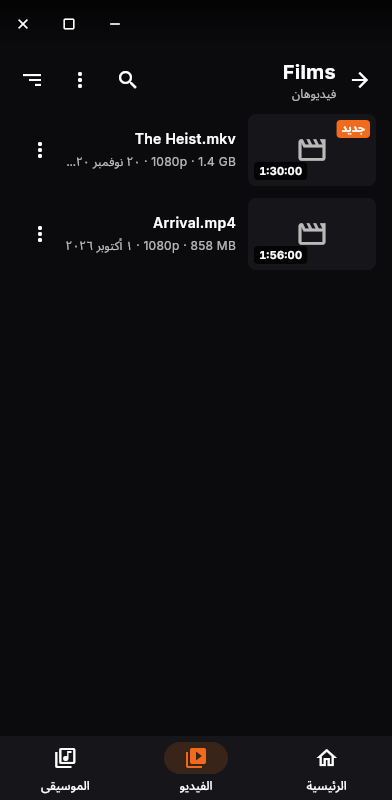 Films
فيديوهان
جديد
1:30:00
The Heist.mkv
1.4 GB · 1080p · ٢٠ نوفمبر ٢٠...
1:56:00
Arrival.mp4
858 MB · 1080p · ١ أكتوبر ٢٠٢٦
الرئيسية
الفيديو
الموسيقى